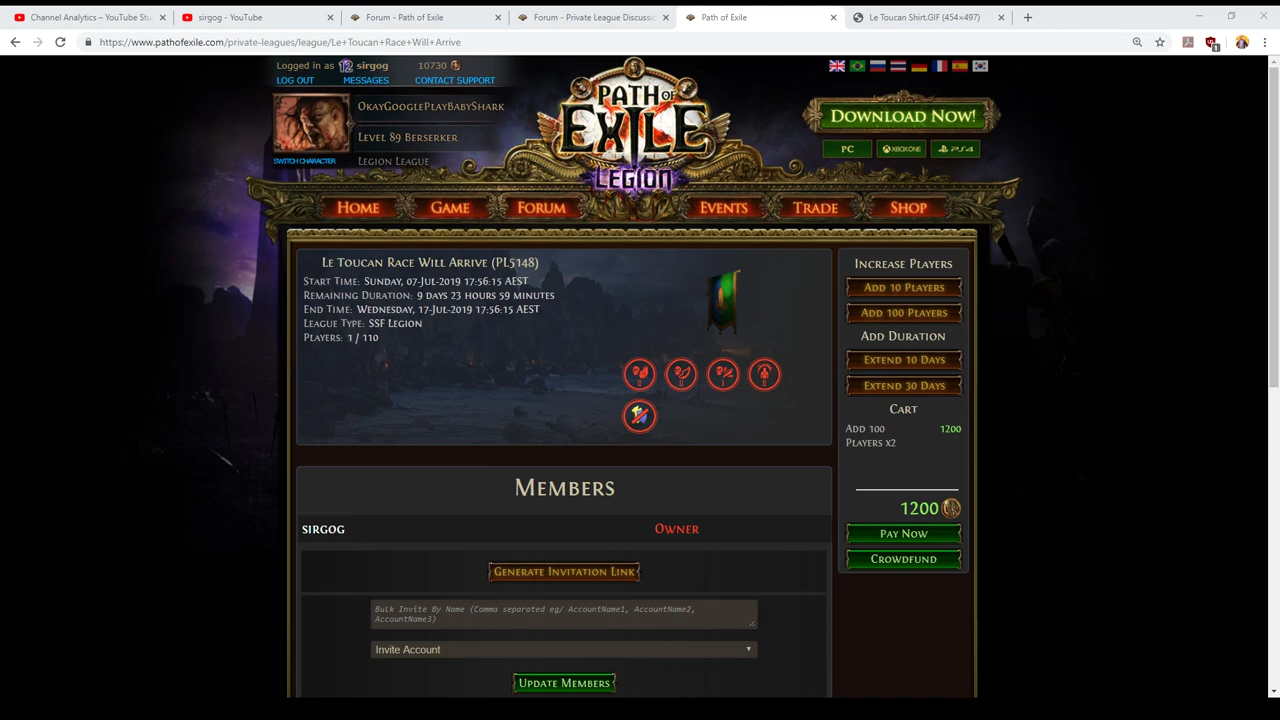 Channel Analytics – YouTube Stu
sirgog - YouTube
Forum - Path of Exile
Forum - Private League Discussio
Path of Exile
Le Toucan Shirt.GIF (454×497)
https://www.pathofexile.com/private-leagues/league/Le+Toucan+Race+Will+Arrive
1
Logged in as 12 sirgog 10730
LOG OUT MESSAGES CONTACT SUPPORT
OkayGooglePlayBabyShark
Level 89 Berserker
Legion League
SWITCH CHARACTER
PATH OF
EXILE
LEGION
DOWNLOAD NOW!
PC XBOX ONE PS4
HOME GAME FORUM EVENTS TRADE SHOP
Le Toucan Race Will Arrive (PL5148)
Start Time: Sunday, 07-Jul-2019 17:56:15 AEST
Remaining Duration: 9 days 23 hours 59 minutes
End Time: Wednesday, 17-Jul-2019 17:56:15 AEST
League Type: SSF Legion
Players: 1 / 110
II II I II
Increase Players
Add 10 Players
Add 100 Players
Add Duration
Extend 10 Days
Extend 30 Days
Cart
Add 100 1200
Players x2
1200
Pay Now
Crowdfund
Members
sirgog Owner
Generate Invitation Link
Bulk Invite By Name (Comma separated eg/ AccountName1, AccountName2,
AccountName3)
Invite Account
Update Members